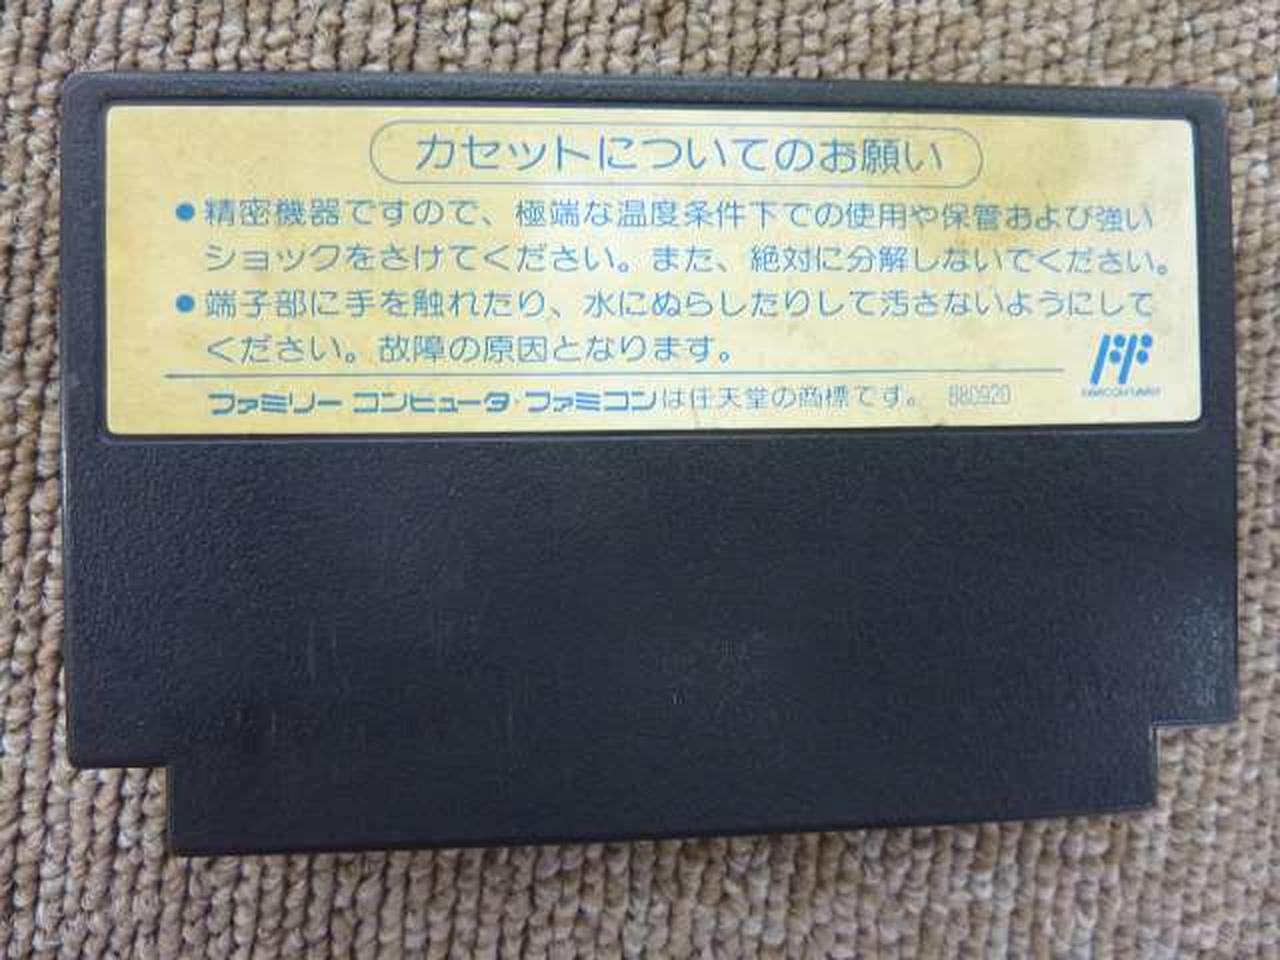 カセットについてのお願い
●精密機器ですので、極端な温度条件下での使用や保管および強い
ショックをさけてください。また、絶対に分解しないでください。
●端子部に手を触れたり、水にぬらしたりして汚さないようにして
ください。故障の原因となります。
ファミリー コンピュータ・ファミコンは任天堂の商標です。 880920
FAMICOM FAMILY